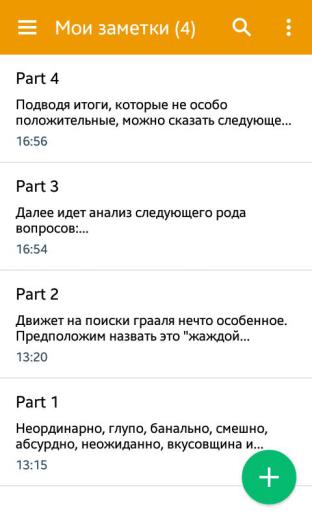 Мои заметки (4)
Part 4
Подводя итоги, которые не особо
положительные, можно сказать следующе...
16:56
Part 3
Далее идет анализ следующего рода
вопросов:...
16:54
Part 2
Движет на поиски грааля нечто особенное.
Предположим назвать это "жаждой...
13:20
Part 1
Неординарно, глупо, банально, смешно,
абсурдно, неожиданно, вкусовщина и...
13:15